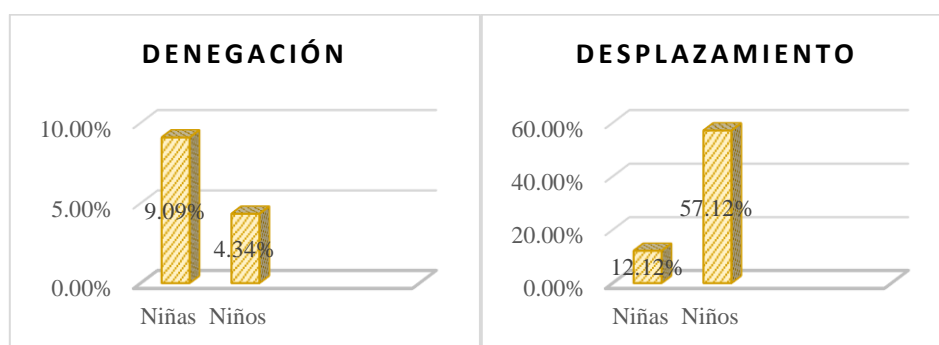 DENEGACIÓN
10.00%
5.00%
0.00%
9.09%
4.34%
Niñas Niños
DESPLAZAMIENTO
60.00%
40.00%
20.00%
0.00%
57.12%
12.12%
Niñas Niños